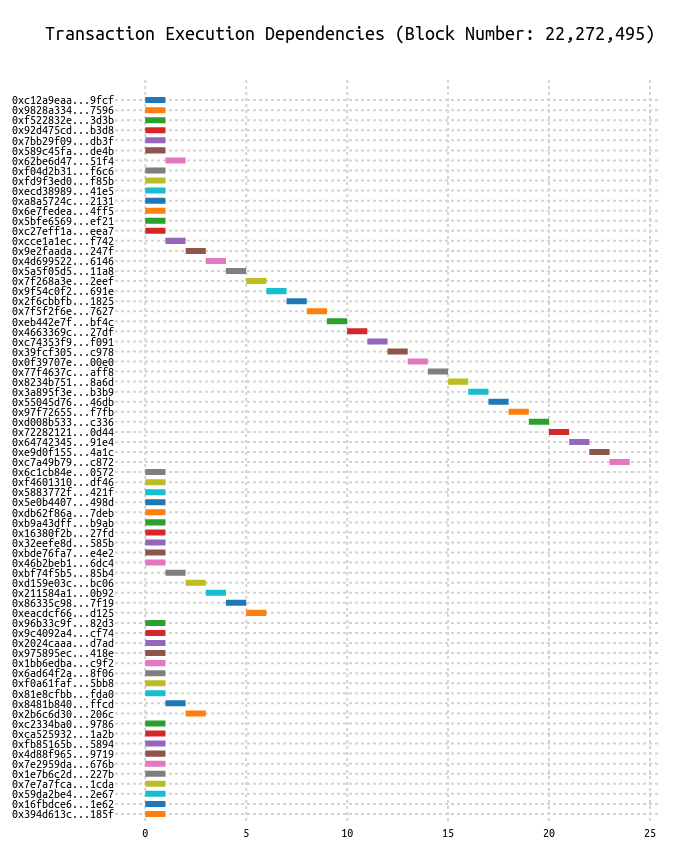 Transaction Execution Dependencies (Block Number: 22,272,495)
0xc12a9eaa...9fcf
0x9828a334...7596
0xf522832e...3d3b
0x92d475cd...b3d8
0x7bb29f09...db3f
0x589c45fa...de4b
0x62be6d47...51f4
0xf04d2b31...f6c6
0xfd9f3ed0...f85b
0xecd38989...41e5
0xa8a5724c...2131
0x6e7fedea...4ff5
0x5bfe6569...ef21
0xc27eff1a...eea7
0xcce1a1ec...f742
0x9e2faada...247f
0x4d699522...6146
0x5a5f05d5...11a8
0x7f268a3e...2eef
0x9f54c0f2...691e
0x2f6cbbfb...1825
0x7f5f2f6e...7627
0xeb442e7f...bf4c
0x4663369c...27df
0xc74353f9...f091
0x39fcf305...c978
0x0f39707e...00e0
0x77f4637c...aff8
0x8234b751...8a6d
0x3a895f3e...b3b9
0x55045d76...46db
0x97f72655...f7fb
0xd008b533...c336
0x72282121...0d44
0x64742345...91e4
0xe9d0f155...4a1c
0xc7a49b79...c872
0x6c1cb84e...0572
0xf4601310...df46
0x5883772f...421f
0x5e0b4407...498d
0xdb62f86a...7deb
0xb9a43dff...b9ab
0x16380f2b...27fd
0x32eefe8d...585b
0xbde76fa7...e4e2
0x46b2beb1...6dc4
0xbf74f5b5...85b4
0xd159e03c...bc06
0x211584a1...0b92
0x86335c98...7f19
0xeacdcf66...d125
0x96b33c9f...82d3
0x9c4092a4...cf74
0x2024caaa...d7ad
0x975895ec...418e
0x1bb6edba...c9f2
0x6ad64f2a...8f06
0xf0a61faf...5bb8
0x81e8cfbb...fda0
0x8481b840...ffcd
0x2b6c6d30...206c
0xc2334ba0...9786
0xca525932...1a2b
0xfb85165b...5894
0x4d88f965...9719
0x7e2959da...676b
0x1e7b6c2d...227b
0x7e7a7fca...1cda
0x59da2be4...2e67
0x16fbdce6...1e62
0x394d613c...185f
0 5 10 15 20 25